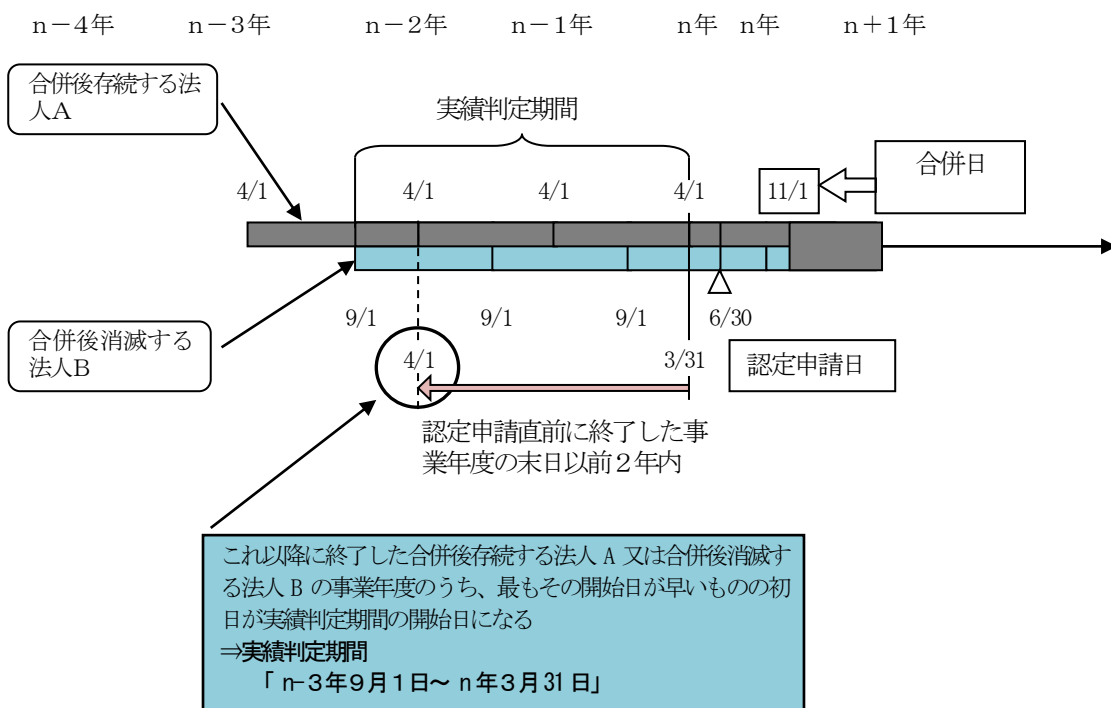 n－4年 n－3年 n－2年 n－1年 n年 n年 n＋1年
合併後存続する法
人A
実績判定期間
合併日
4/1 4/1 4/1 4/1 11/1
9/1 9/1 9/1 6/30
合併後消滅する
法人B
4/1 3/31
認定申請日
認定申請直前に終了した事
業年度の末日以前２年内
これ以降に終了した合併後存続する法人 A 又は合併後消滅す
る法人 B の事業年度のうち、最もその開始日が早いものの初
日が実績判定期間の開始日になる
⇒実績判定期間
「 n-３年９月１日～ n 年３月 31 日」